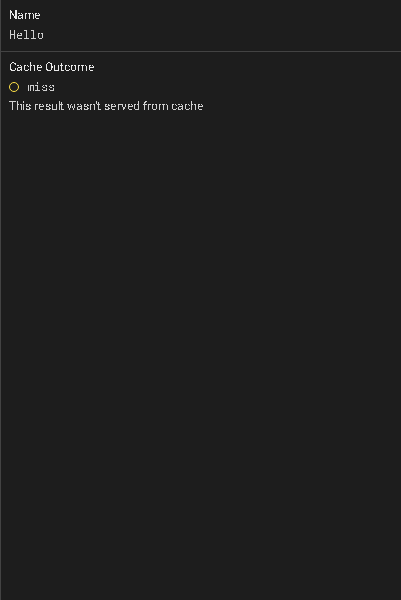 Name
Hello
Cache Outcome
miss
This result wasn't served from cache